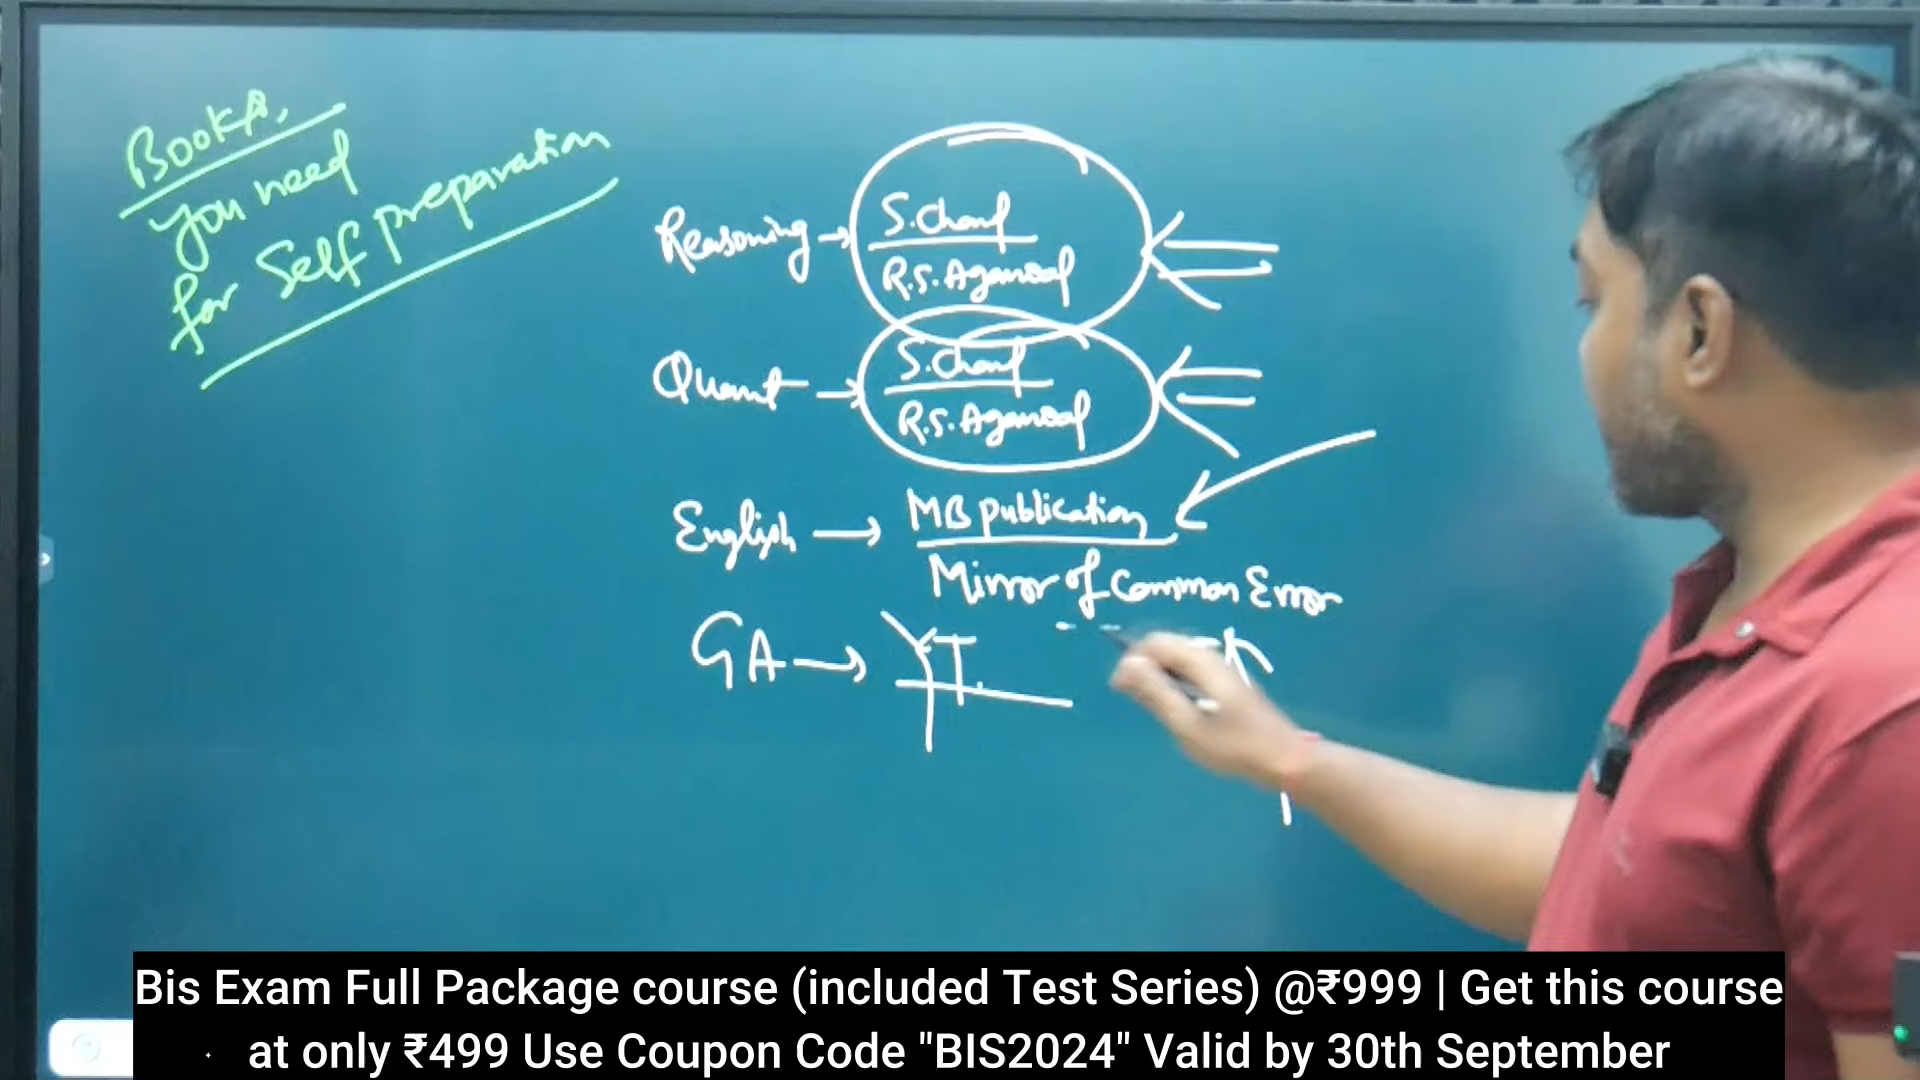 Books,
you need
for Self preparation
Reasoning → S.Chand
R.S.Agarwal
Quant → S.Chand
R.S.Agarwal
English → MB Publication
Mirror of Common Error
GA → YT
Bis Exam Full Package course (included Test Series) @₹999 | Get this course
at only ₹499 Use Coupon Code "BIS2024" Valid by 30th September